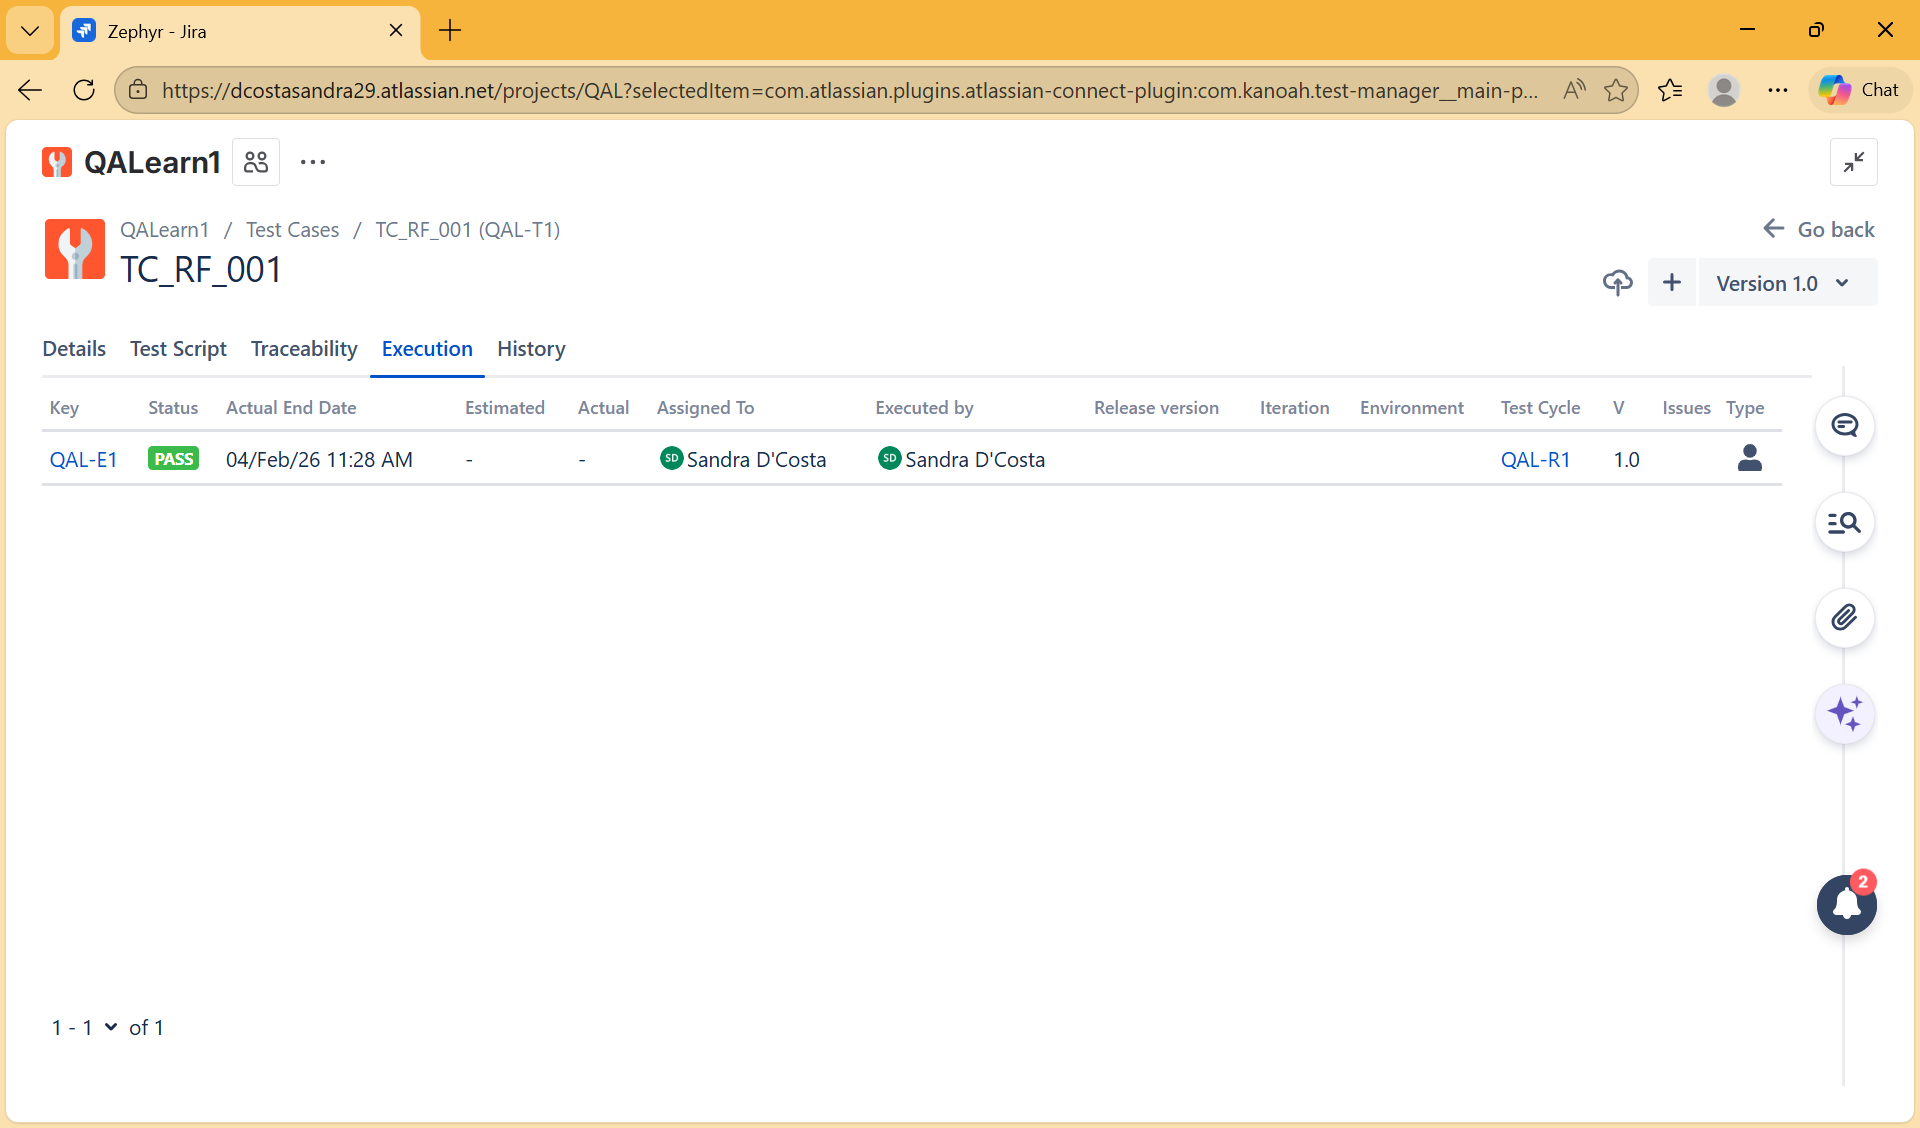 Zephyr - Jira
https://dcostasandra29.atlassian.net/projects/QAL?selectedItem=com.atlassian.plugins.atlassian-connect-plugin:com.kanoah.test-manager__main-p...
Chat
QALearn1
QALearn1 / Test Cases / TC_RF_001 (QAL-T1)
Go back
TC_RF_001
Version 1.0
Details Test Script Traceability Execution History
Key Status Actual End Date Estimated Actual Assigned To Executed by Release version Iteration Environment Test Cycle V Issues Type
QAL-E1 PASS 04/Feb/26 11:28 AM - - SD Sandra D'Costa SD Sandra D'Costa QAL-R1 1.0
2
1 - 1 of 1